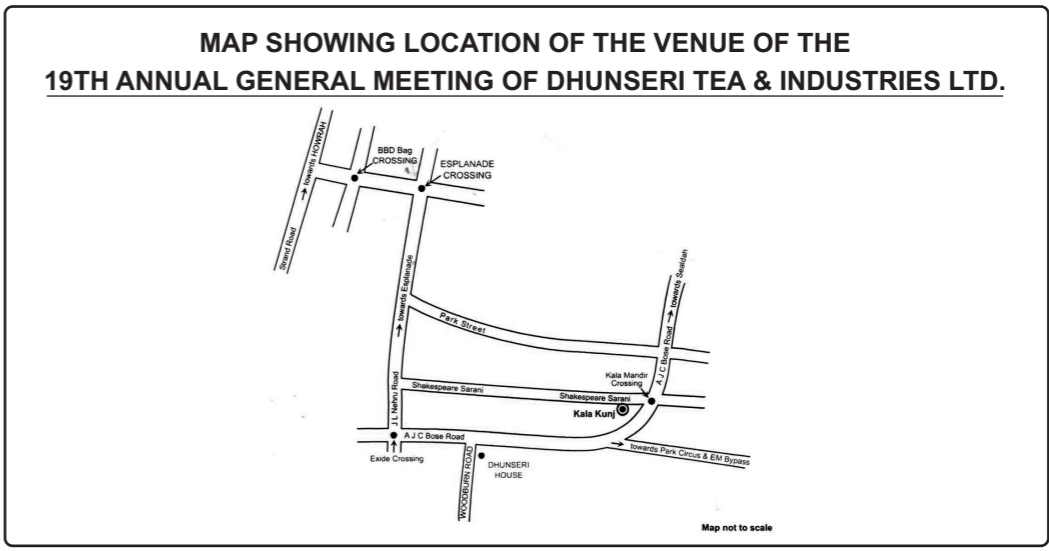 MAP SHOWING LOCATION OF THE VENUE OF THE
19TH ANNUAL GENERAL MEETING OF DHUNSERI TEA & INDUSTRIES LTD.
Strand Road
towards HOWRAH
BBD Bag
CROSSING
ESPLANADE
CROSSING
J L Nehru Road
towards Esplanade
Park Street
A J C Bose Road
towards Sealdah
Kala Mandir
Crossing
Shakespeare Sarani
Shakespeare Sarani
Kala Kunj
A J C Bose Road
Exide Crossing
towards Park Circus & EM Bypass
WOODBURN ROAD
DHUNSERI
HOUSE
Map not to scale